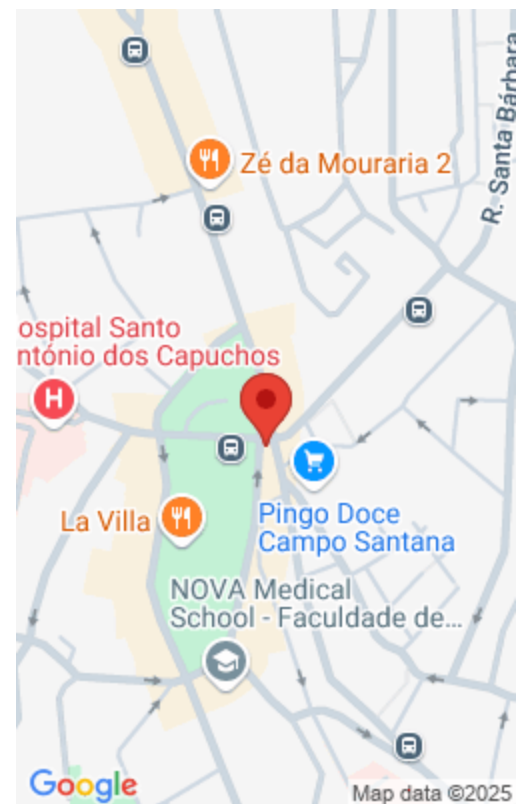 R. Santa Bárbara
Zé da Mouraria 2
ospital Santo
ntónio dos Capuchos
H
La Villa
Pingo Doce
Campo Santana
NOVA Medical
School - Faculdade de...
Google
Map data ©2025